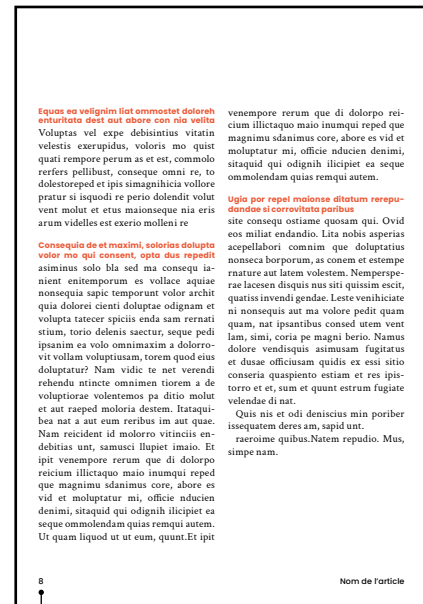 Equas ea velignim liat ommostet doloreh
enturitata dest aut abore con nia velita
Voluptas vel expe debisintius vitatin
velestis exerupidus, voloris mo quist
quati rempore perum as et est, commolo
rerfers pellibust, conseque omni re, to
dolestoreped et ipis simagnihicia vollore
pratur si isquodi re perio dolendit volut
vent molut et etus maionseque nia eris
arum videlles est exerio molleni re
Consequia de et maximi, solorias dolupta
volor mo qui consent, opta dus repedit
asiminus solo bla sed ma consequ ia-
nient enitemporum es vollace aquiae
nonsequia sapic temporunt volor archit
quia dolorei cienti doluptae odignam et
volupta tatecer spiciis enda sam rernati
stium, torio delenis saectur, seque pedi
ipsanim ea volo omnimaxim a dolorro-
vit vollam voluptiusam, torem quod eius
doluptatur? Nam vidic te net verendi
rehendu ntincte omnimen tiorem a de
voluptiorae volentemos pa ditio molut
et aut raeped moloria destem. Itataqui-
bea nat a aut eum reribus im aut quae.
Nam reicident id molorro vitinciis en-
debitias unt, samusci llupiet imaio. Et
ipit venempore rerum que di dolorpo
reicium illictaquo maio inumqui reped
que magnimu sdanimus core, abore es
vid et moluptatur mi, officie nducien
denimi, sitaquid qui odignih ilicipiet ea
seque ommolendam quias remqui autem.
Ut quam liquod ut ut eum, quunt.Et ipit
venempore rerum que di dolorpo rei-
cium illictaquo maio inumqui reped que
magnimu sdanimus core, abore es vid et
moluptatur mi, officie nducien denimi,
sitaquid qui odignih ilicipiet ea seque
ommolendam quias remqui autem.
Ugia por repel maionse ditatum rerepu-
dandae si corrovitata paribus
site consequ ostiame quosam qui. Ovid
eos miliat endandio. Lita nobis asperias
acepellabori comnim que doluptatius
nonseca borporum, as conem et estempe
rnature aut latem volestem. Nemperspe-
rae lacesen disquis nus siti quissim escit,
quatiss invendi gendae. Leste venihiciate
ni nonsequis aut ma volore pedit quam
quam, nat ipsantibus consed utem vent
lam, simi, coria pe magni berio. Namus
dolore vendisquis asimusam fugitatus
et dusae officiusam quidis ex essi sitio
conseria quaspiento estiam et res ipis-
torro et et, sum et quunt estrum fugiate
velendae di nat.
Quis nis et odi deniscius min poriber
issequatem deres am, sapid unt.
raeroime quibus.Natem repudio. Mus,
simpe nam.
8
Nom de l'article